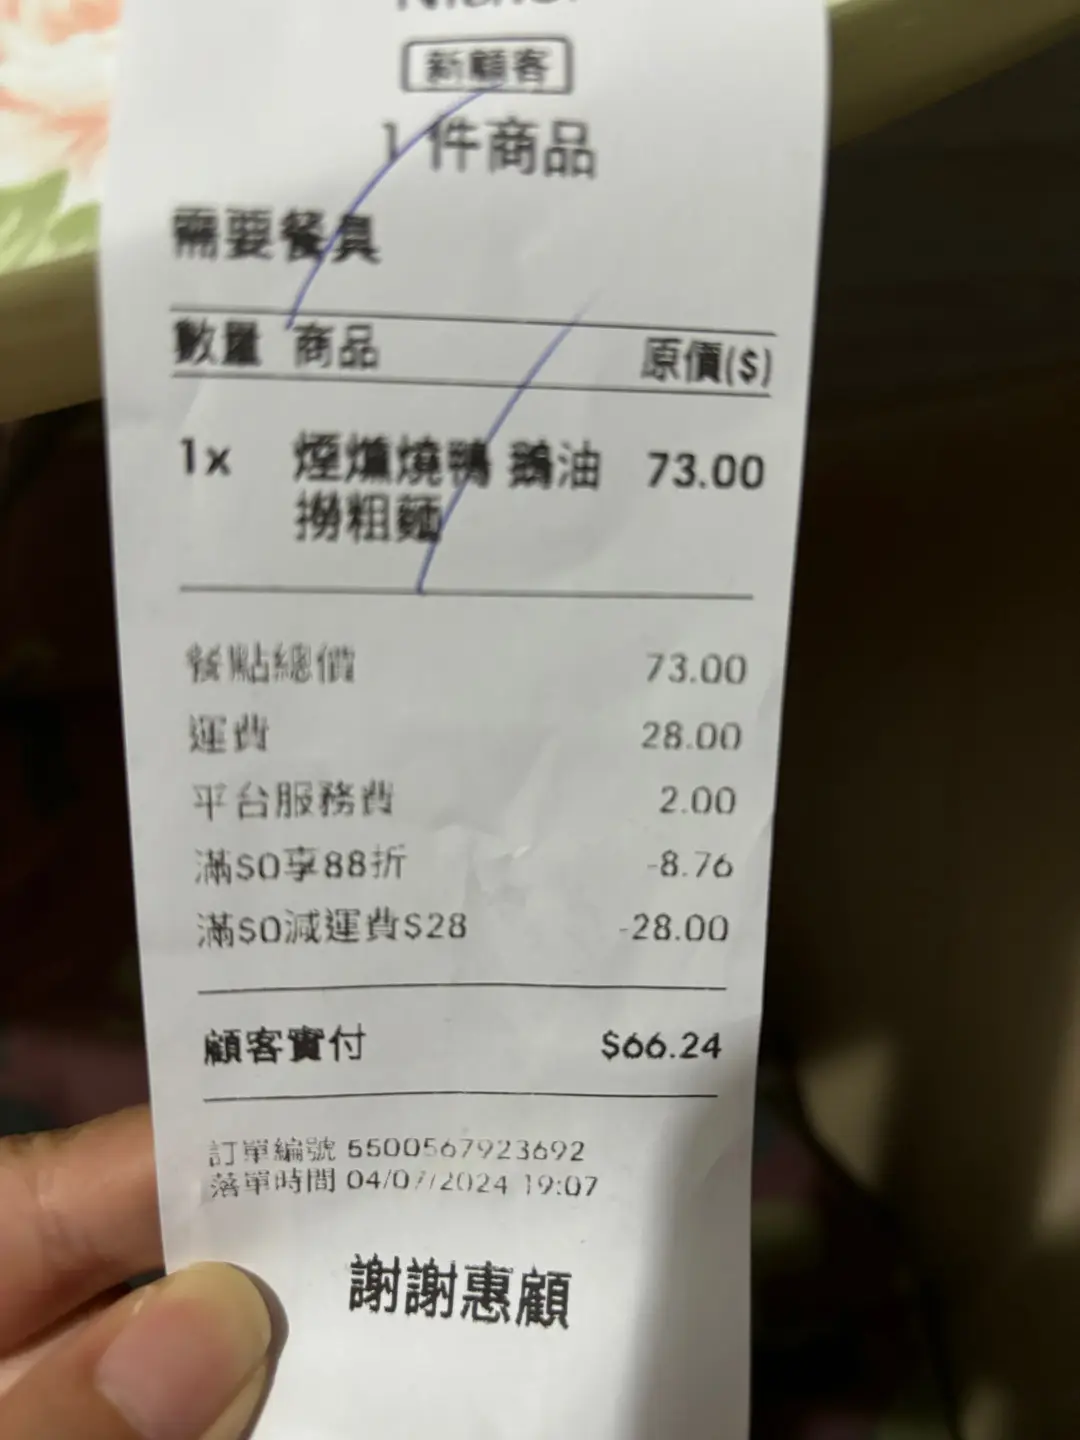 新顧客
1 件商品
需要餐具
數量 商品 原價($)
1x 煙燻燒鴨 鵝油 73.00
撈粗麵
餐點總價 73.00
運費 28.00
平台服務費 2.00
滿$0享88折 -8.76
滿$0減運費$28 -28.00
顧客實付 $66.24
訂單編號 5500567923692
落單時間 04/07/2024 19:07
謝謝惠顧